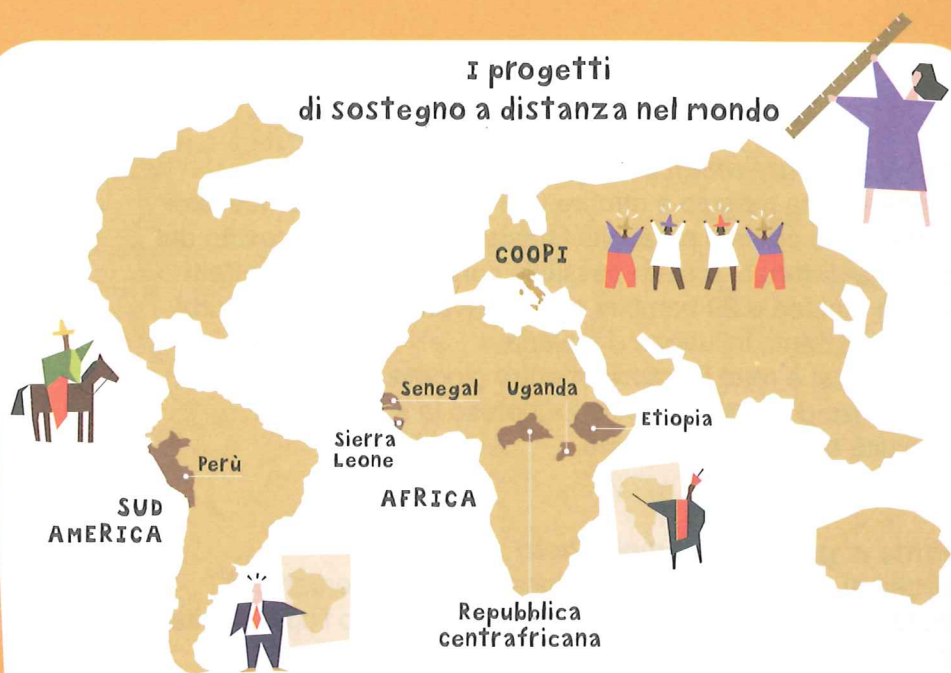 I progetti
di sostegno a distanza nel mondo
COOPI
Senegal
Uganda
Etiopia
Sierra
Leone
Perù
AFRICA
SUD
AMERICA
Repubblica
centrafricana